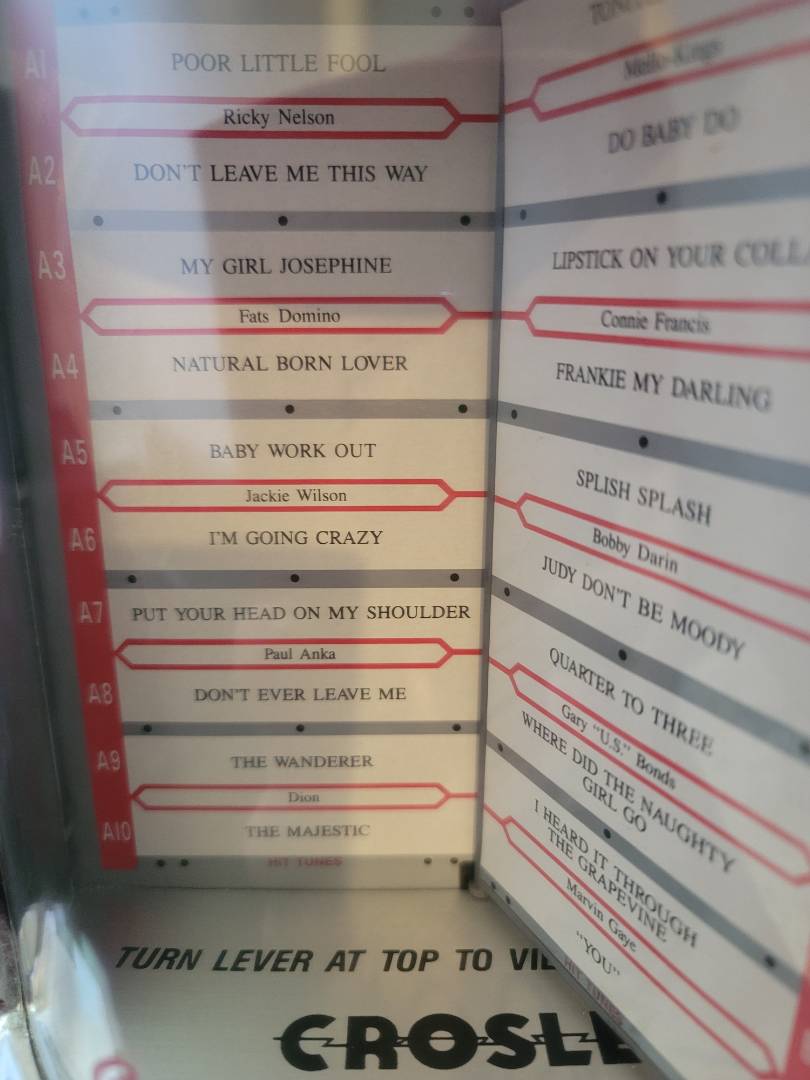 A1
POOR LITTLE FOOL
Ricky Nelson
A2
DON'T LEAVE ME THIS WAY
A3
MY GIRL JOSEPHINE
Fats Domino
A4
NATURAL BORN LOVER
A5
BABY WORK OUT
Jackie Wilson
A6
I'M GOING CRAZY
A7
PUT YOUR HEAD ON MY SHOULDER
Paul Anka
A8
DON'T EVER LEAVE ME
A9
THE WANDERER
Dion
A10
THE MAJESTIC
HIT TUNES
Mello-Kings
DO BABY DO
LIPSTICK ON YOUR COLLA
Connie Francis
FRANKIE MY DARLING
SPLISH SPLASH
Bobby Darin
JUDY DON'T BE MOODY
QUARTER TO THREE
Gary "U.S." Bonds
WHERE DID THE NAUGHTY
GIRL GO
I HEARD IT THROUGH
THE GRAPEVINE
Marvin Gaye
"YOU"
HIT TUNES
TURN LEVER AT TOP TO VIE
CROSLE